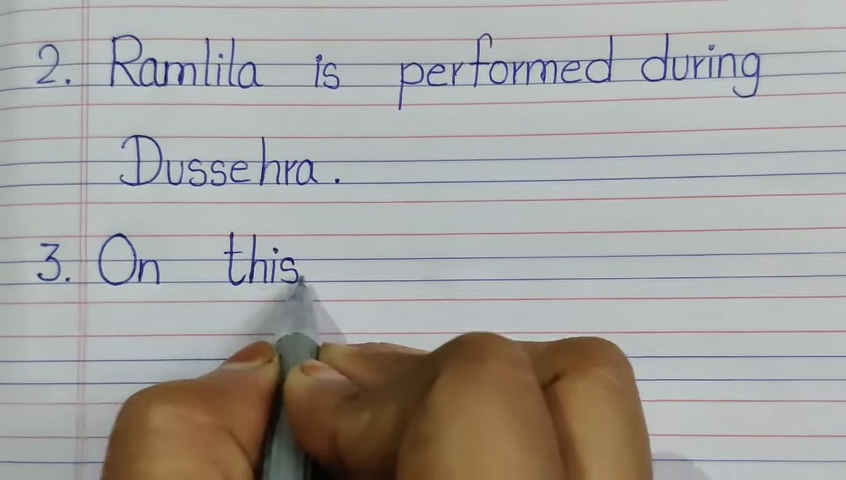 2. Ramlila is performed during
Dussehra.
3. On this